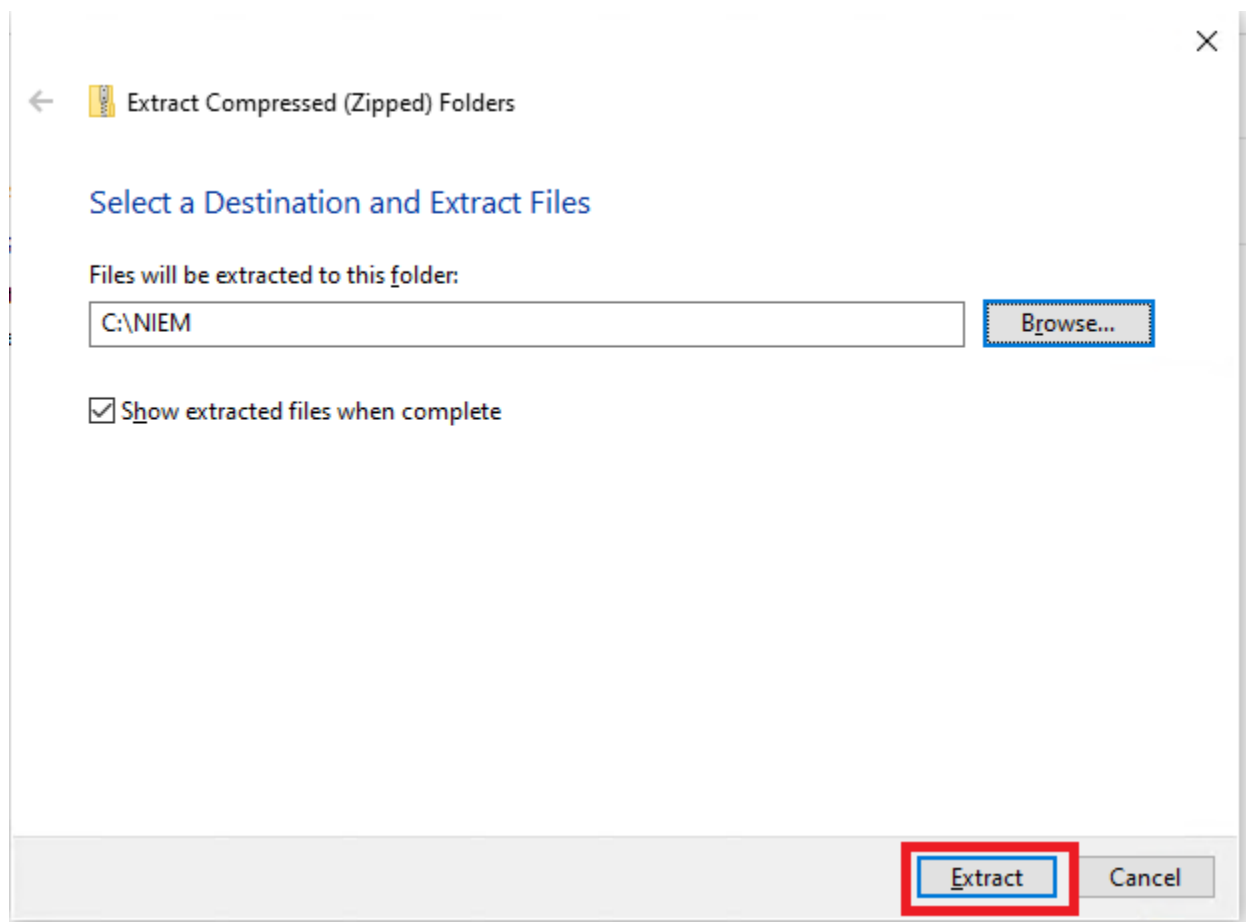 Extract Compressed (Zipped) Folders
Select a Destination and Extract Files
Files will be extracted to this folder:
C:\NIEM
Browse...
Show extracted files when complete
Extract
Cancel